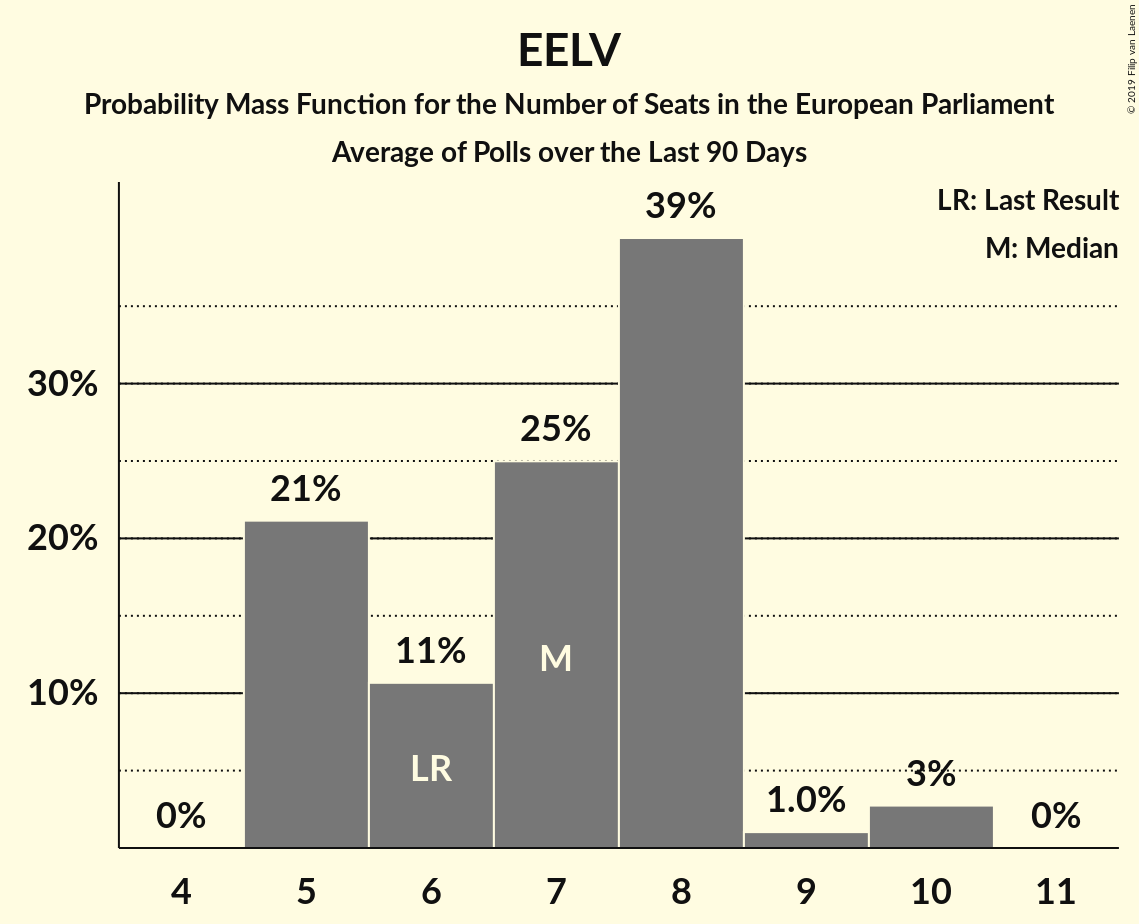 EELV
Probability Mass Function for the Number of Seats in the European Parliament
Average of Polls over the Last 90 Days
© 2019 Filip van Laenen
LR: Last Result
M: Median
39%
30%
25%
21%
20%
11%
M
10%
LR
3%
1.0%
0%
0%
4 5 6 7 8 9 10 11